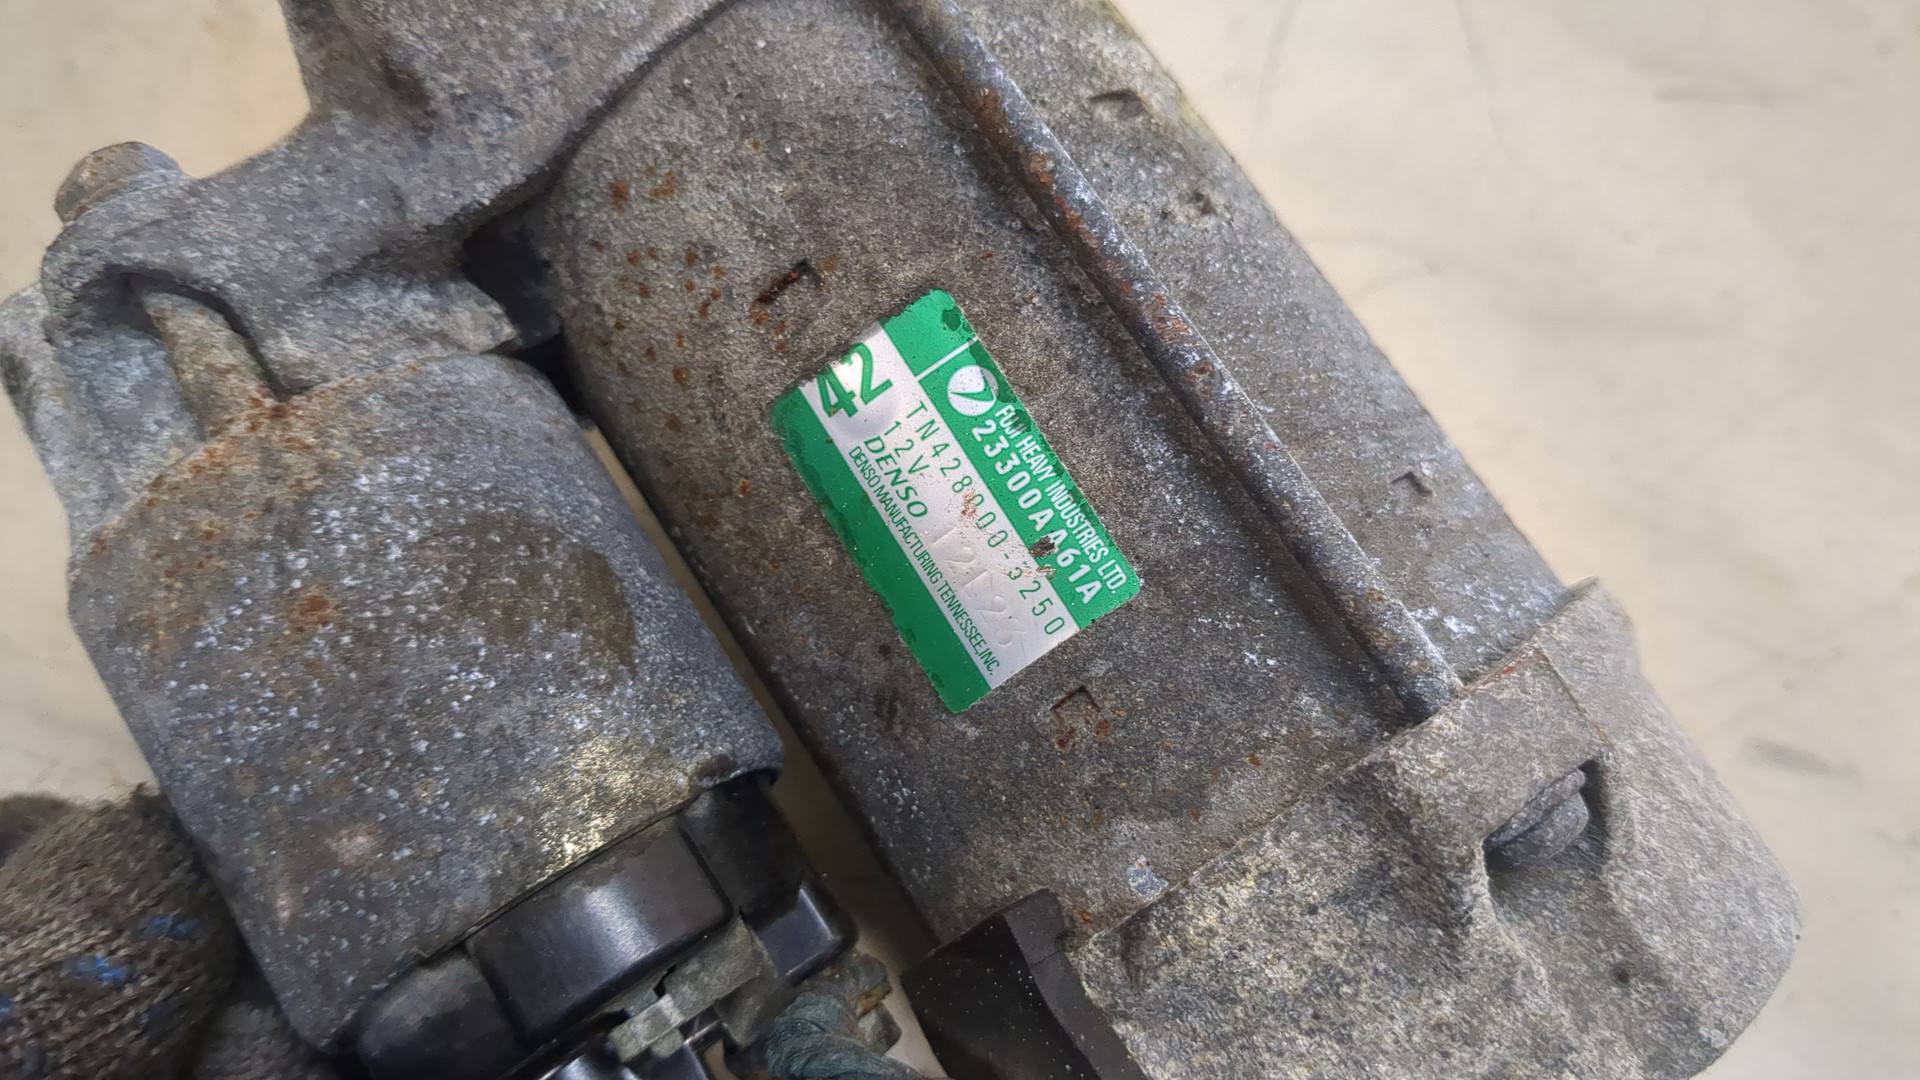 FUJI HEAVY INDUSTRIES LTD.
23300AA61A
42
TN428000-3250
12V
DENSO
DENSO MANUFACTURING TENNESSEE, INC.